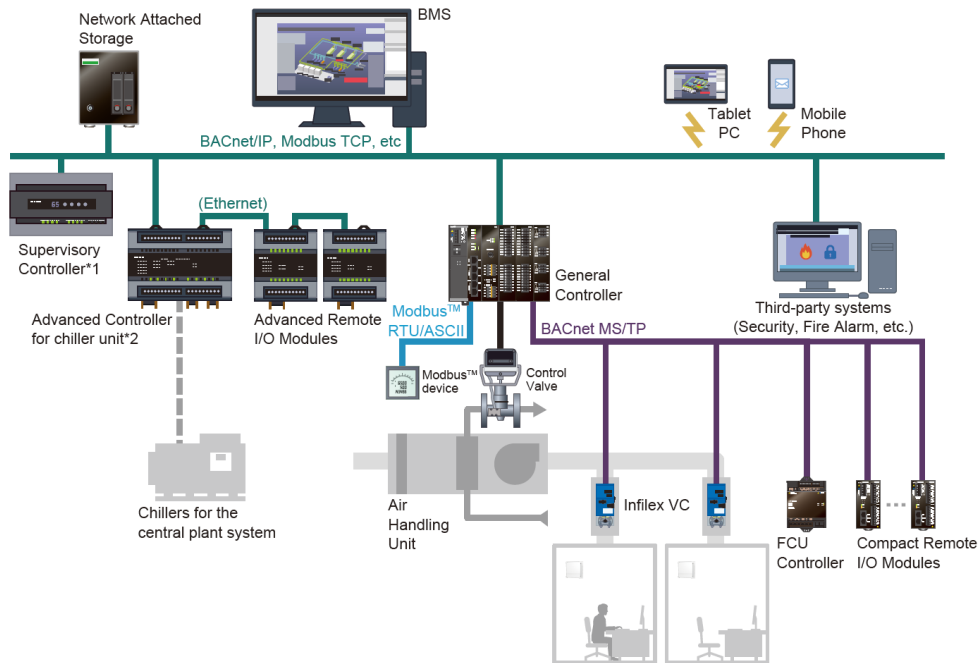 Network Attached
Storage
BMS
Tablet
PC
Mobile
Phone
BACnet/IP, Modbus TCP, etc
(Ethernet)
Supervisory
Controller*1
General
Controller
Advanced Controller
for chiller unit*2
Advanced Remote
I/O Modules
Modbus™
RTU/ASCII
BACnet MS/TP
Third-party systems
(Security, Fire Alarm, etc.)
Modbus™
device
Control
Valve
Chillers for the
central plant system
Air
Handling
Unit
Infilex VC
FCU
Controller
Compact Remote
I/O Modules